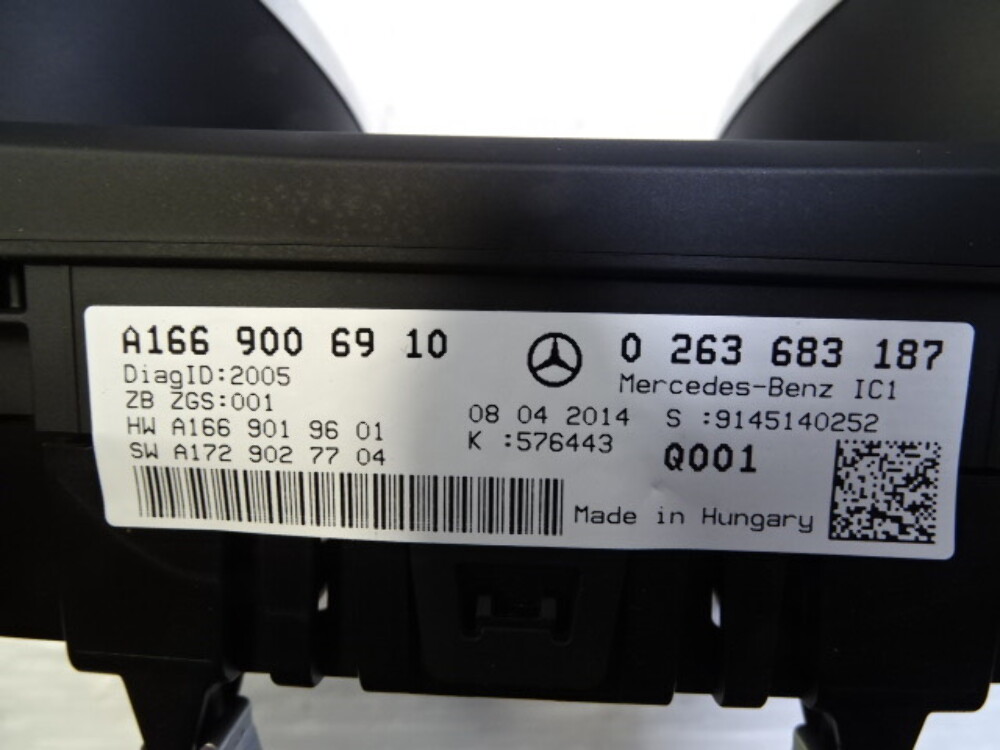 A166 900 69 10
DiagID:2005
ZB ZGS:001
HW A166 901 96 01
SW A172 902 77 04
08 04 2014
K :576443
0 263 683 187
Mercedes-Benz IC1
S :9145140252
Q001
Made in Hungary